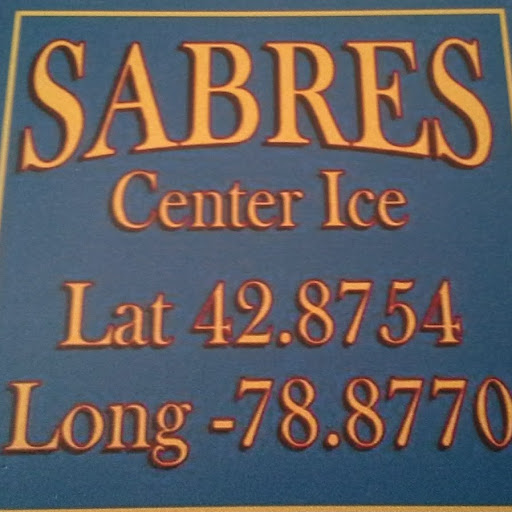 SABRES
Center Ice
Lat 42.8754
Long -78.8770